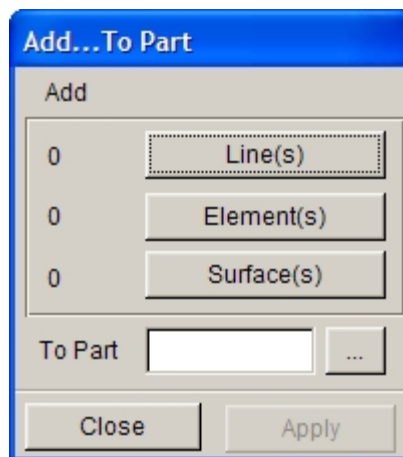 Add...To Part
Add
0 Line(s)
0 Element(s)
0 Surface(s)
To Part ...
Close Apply